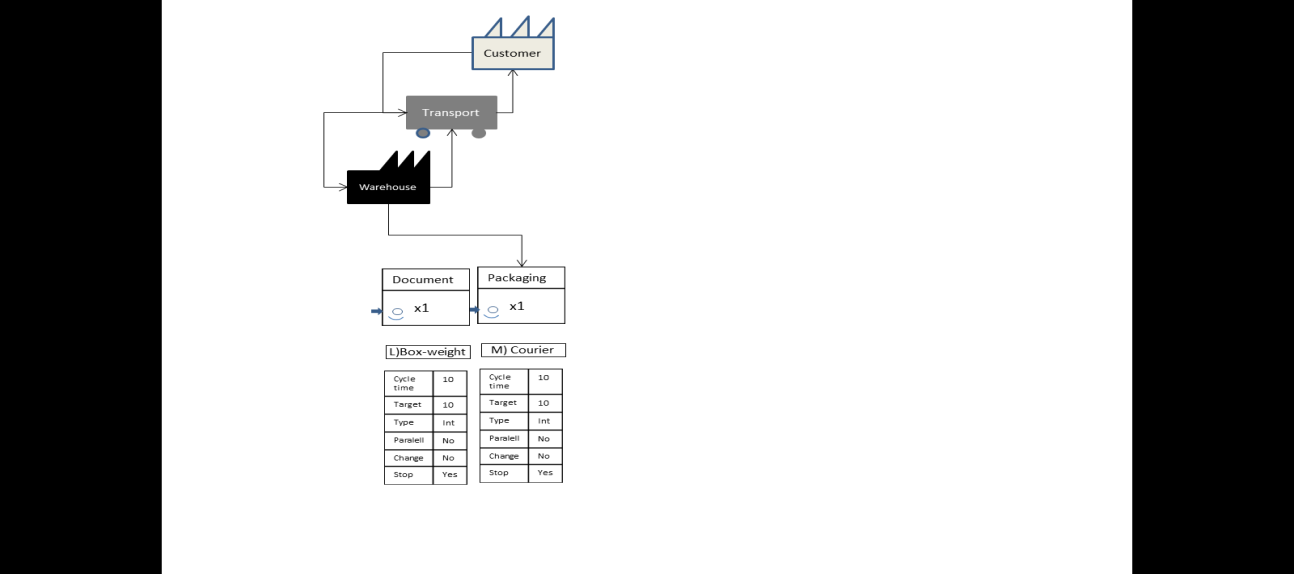 Customer
Transport
Warehouse
Document
x1
Packaging
x1
L)Box-weight
Cycle
time
10
Target 10
Type Int
Paralell No
Change No
Stop Yes
M) Courier
Cycle
time
10
Target 10
Type Int
Paralell No
Change No
Stop Yes